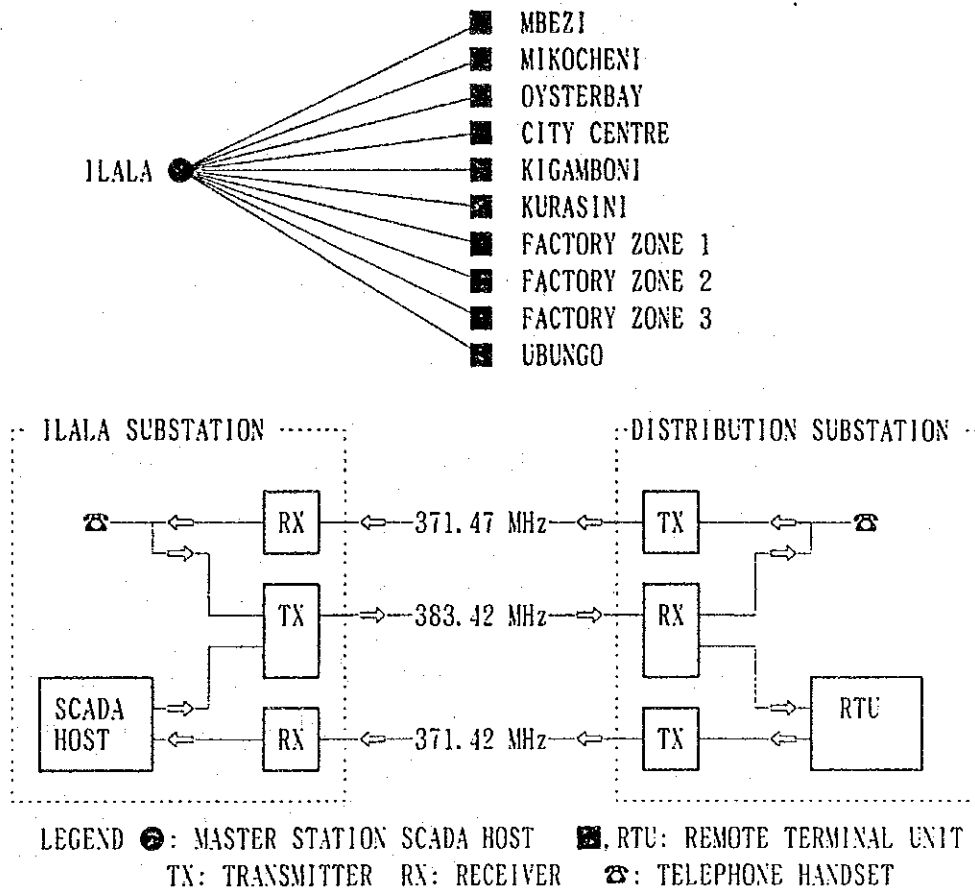 MBEZI
MIKOCHENI
OYSTERBAY
CITY CENTRE
ILALA
KIGAMBONI
KURASINI
FACTORY ZONE 1
FACTORY ZONE 2
FACTORY ZONE 3
UBUNGO
ILALA SUBSTATION
DISTRIBUTION SUBSTATION
RX
371.47 MHz
TX
TX
383.42 MHz
RX
SCADA
HOST
RX
371.42 MHz
TX
RTU
LEGEND : MASTER STATION SCADA HOST , RTU: REMOTE TERMINAL UNIT
TX: TRANSMITTER RX: RECEIVER ☎: TELEPHONE HANDSET